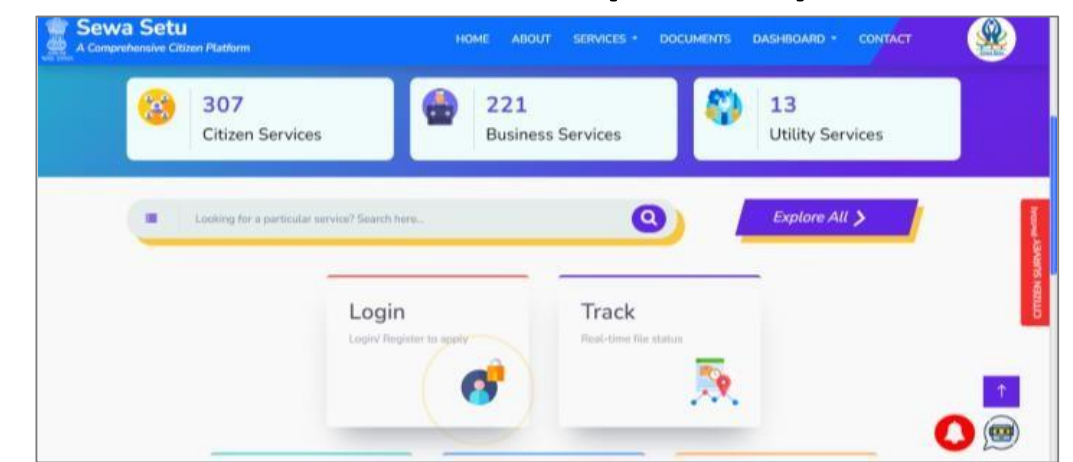 Sewa Setu
A Comprehensive Citizen Platform
HOME ABOUT SERVICES DOCUMENTS DASHBOARD CONTACT
307
Citizen Services
221
Business Services
13
Utility Services
Looking for a particular service? Search here...
Explore All
CITIZEN SURVEY
Login
Login/ Register to apply
Track
Real-time file status